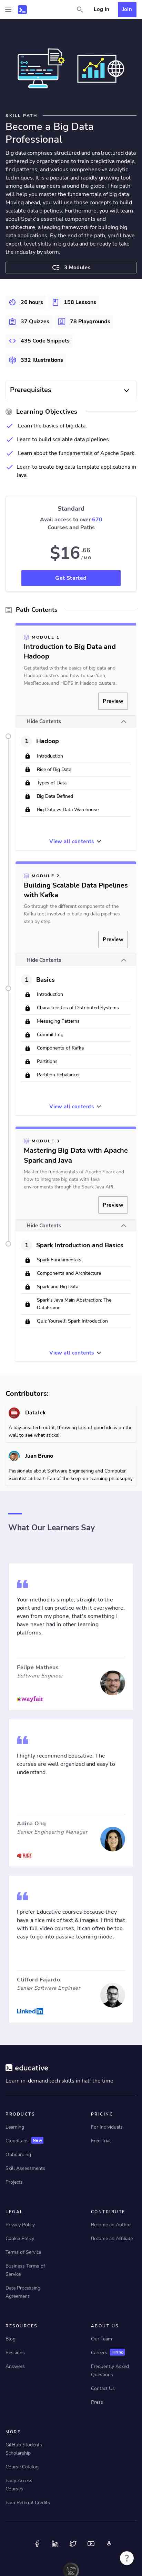 Log In
Join
SKILL PATH
Become a Big Data
Professional
Big data comprises structured and unstructured data
from myriad sources. Organizations use the
patterns, and various comprehensive analytic
techniques. It is a popular and rapidly growing tool
among data engineers around the globe. This path
will help you master the fundamentals of big data.
Moving ahead, you will use those concepts to build
scalable data pipelines. Furthermore, you will learn
about Spark's essential components and
architecture, a leading framework for building big
data applications. By the end of the path, you'll have
expert-level skills in big data and be ready to take
the industry by storm.
3 Modules
26 hours
158 Lessons
37 Quizzes
78 Playgrounds
435 Code Snippets
332 Illustrations
Prerequisites
Learning Objectives
Learn the basics of big data.
Learn to build scalable data pipelines.
Learn about the fundamentals of Apache Spark.
Learn to create big data template applications in
Java.
Standard
Avail access to over 670
Courses and Paths
$16.66
/MO
Get Started
Path Contents
MODULE 1
Introduction to Big Data and
Hadoop
Get started with the basics of big data and
Hadoop clusters and how to use Yarn,
MapReduce, and HDFS in Hadoop clusters.
Preview
Hide Contents
1 Hadoop
Introduction
Rise of Big Data
Types of Data
Big Data Defined
Big Data vs Data Warehouse
View all contents
MODULE 2
Building Scalable Data Pipelines
with Kafka
Go through the different components of the
Kafka tool involved in building data pipelines
step by step.
Preview
Hide Contents
1 Basics
Introduction
Characteristics of Distributed Systems
Messaging Patterns
Commit Log
Components of Kafka
Partitions
Partition Rebalancer
View all contents
MODULE 3
Mastering Big Data with Apache
Spark and Java
Master the fundamentals of Apache Spark and
how to integrate big data with Java
environments through the Spark Java API.
Preview
Hide Contents
1 Spark Introduction and Basics
Spark Fundamentals
Components and Architecture
Spark and Big Data
Spark's Java Main Abstraction: The
DataFrame
Quiz Yourself: Spark Introduction
View all contents
Contributors:
DataJek
A bay area tech outfit, throwing lots of good ideas on the
wall to see what sticks!
Juan Bruno
Passionate about Software Engineering and Computer
Scientist at heart, Fan of the keep-on-learning philosophy.
What Our Learners Say
Your method is simple, straight to the
point and I can practice with it everywhere,
even from my phone, that's something I
have never had in other learning
platforms.
Felipe Matheus
Software Engineer
wayfair
I highly recommend Educative. The
courses are well organized and easy to
understand.
Adina Ong
Senior Engineering Manager
I prefer Educative courses because they
have a nice mix of text & images. I find that
with full video courses, it can often be too
easy to go into passive learning mode.
Clifford Fajardo
Senior Software Engineer
Linkedin
educative
Learn in-demand tech skills in half the time
PRODUCTS
PRICING
Learning
For Individuals
CloudLabs
New
Free Trial
Onboarding
Skill Assessments
Projects
LEGAL
CONTRIBUTE
Privacy Policy
Become an Author
Cookie Policy
Become an Affiliate
Terms of Service
Business Terms of
Service
Data Processing
Agreement
RESOURCES
ABOUT US
Blog
Our Team
Sessions
Careers
Hiring
Answers
Frequently Asked
Questions
Contact Us
Press
MORE
GitHub Students
Scholarship
Course Catalog
Early Access
Courses
Earn Referral Credits
?